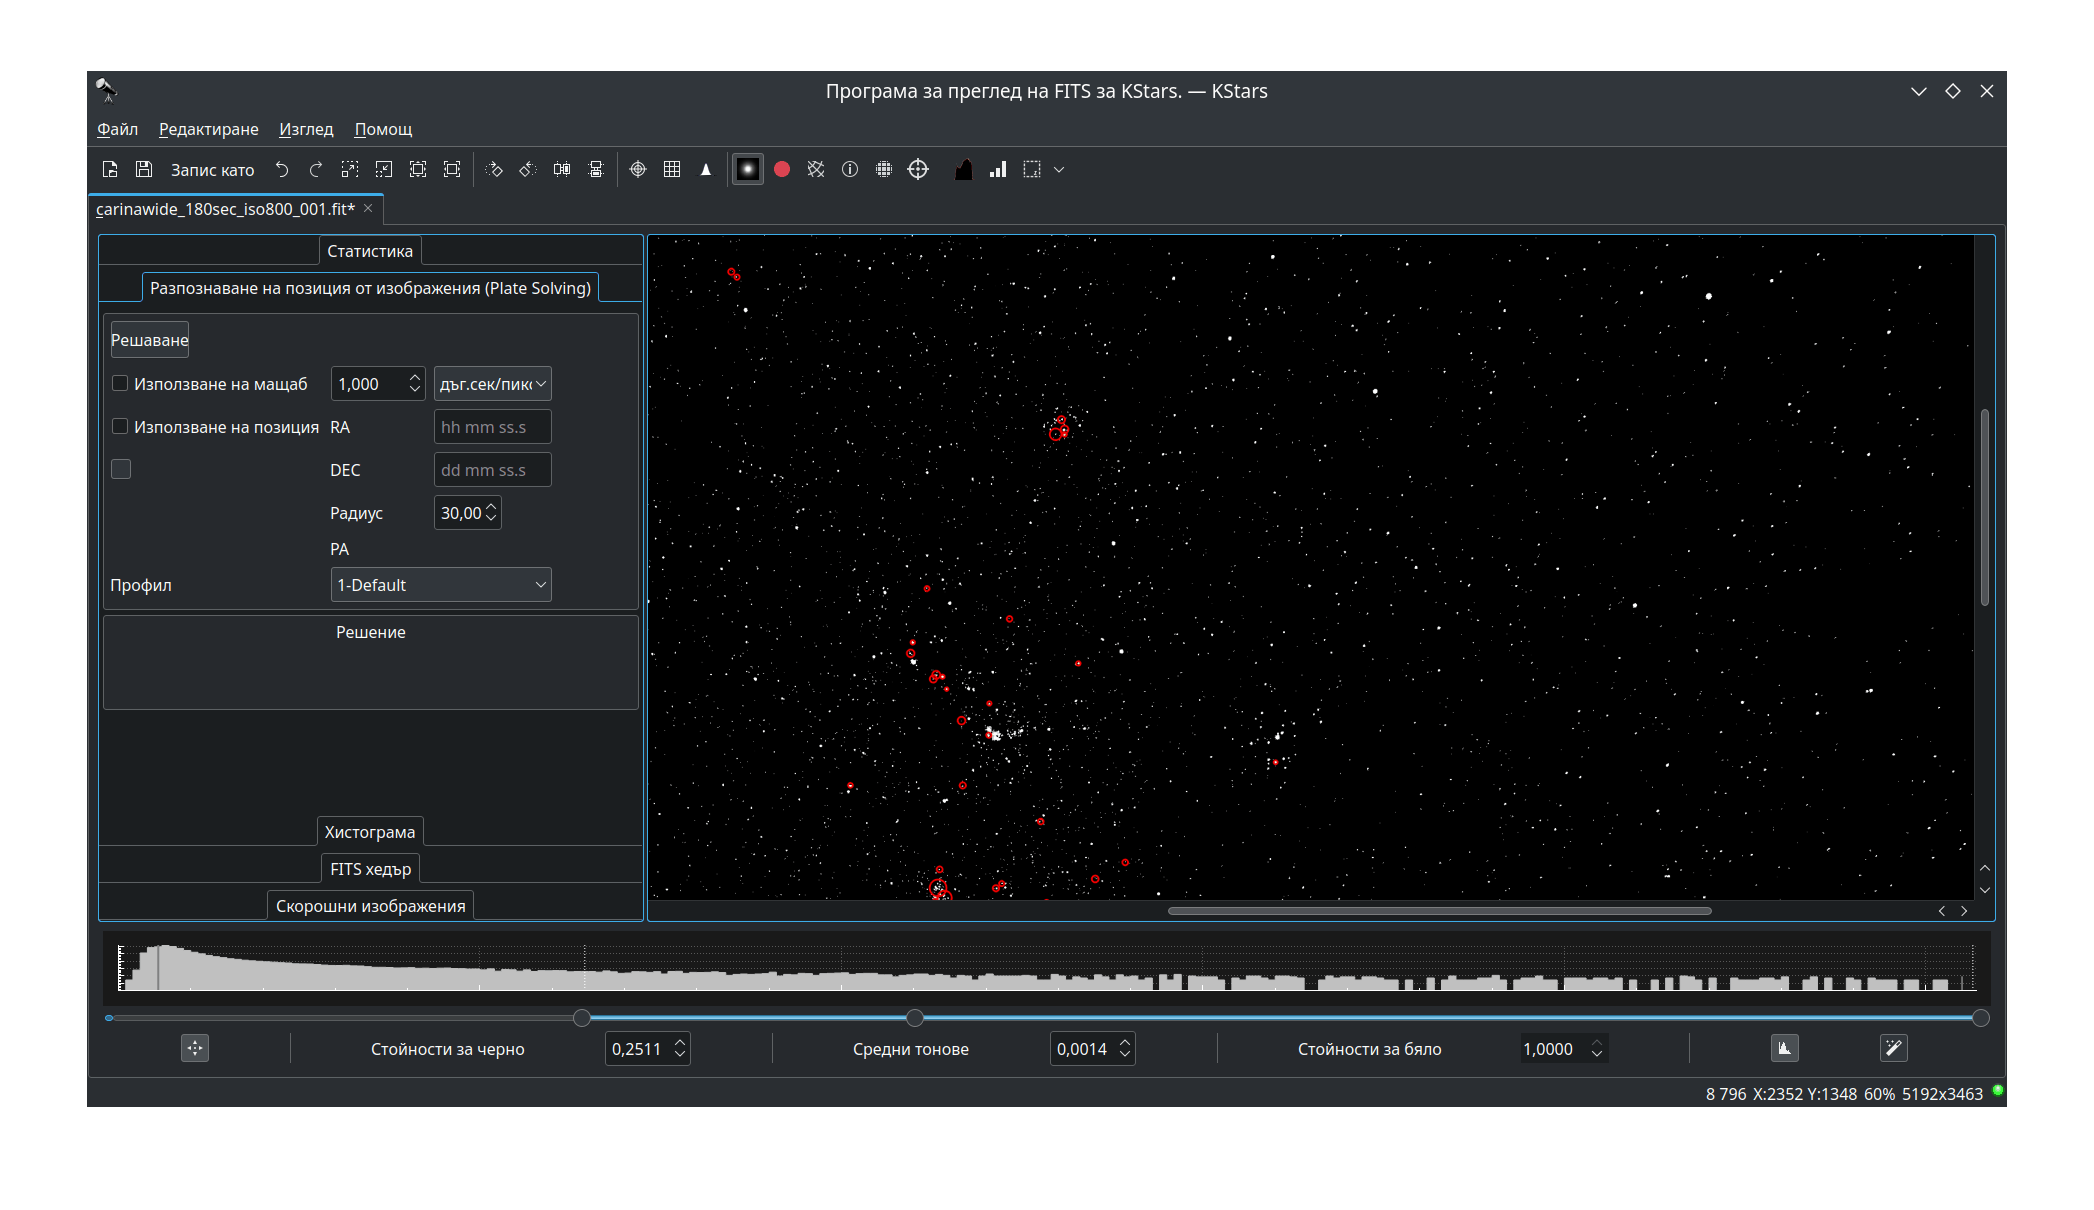 Програма за преглед на FITS за KStars. — KStars
Файл Редактиране Изглед Помощ
Запис като
carinawide_180sec_iso800_001.fit*
Статистика
Разпознаване на позиция от изображения (Plate Solving)
Решаване
Използване на мащаб 1,000 дъг.сек/пикс
Използване на позиция RA hh mm ss.s
DEC dd mm ss.s
Радиус 30,00
PA
Профил 1-Default
Решение
Хистограма
FITS хедър
Скорошни изображения
Стойности за черно 0,2511 Средни тонове 0,0014 Стойности за бяло 1,0000
8 796 X:2352 Y:1348 60% 5192x3463